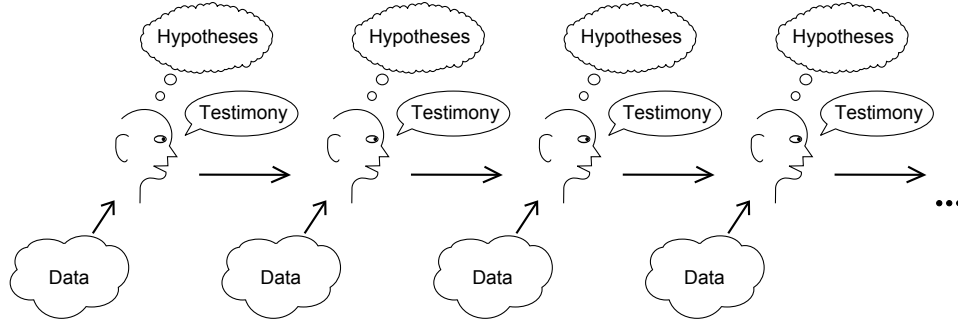 Hypotheses
Hypotheses
Hypotheses
Hypotheses
Testimony
Testimony
Testimony
Testimony
...
Data
Data
Data
Data